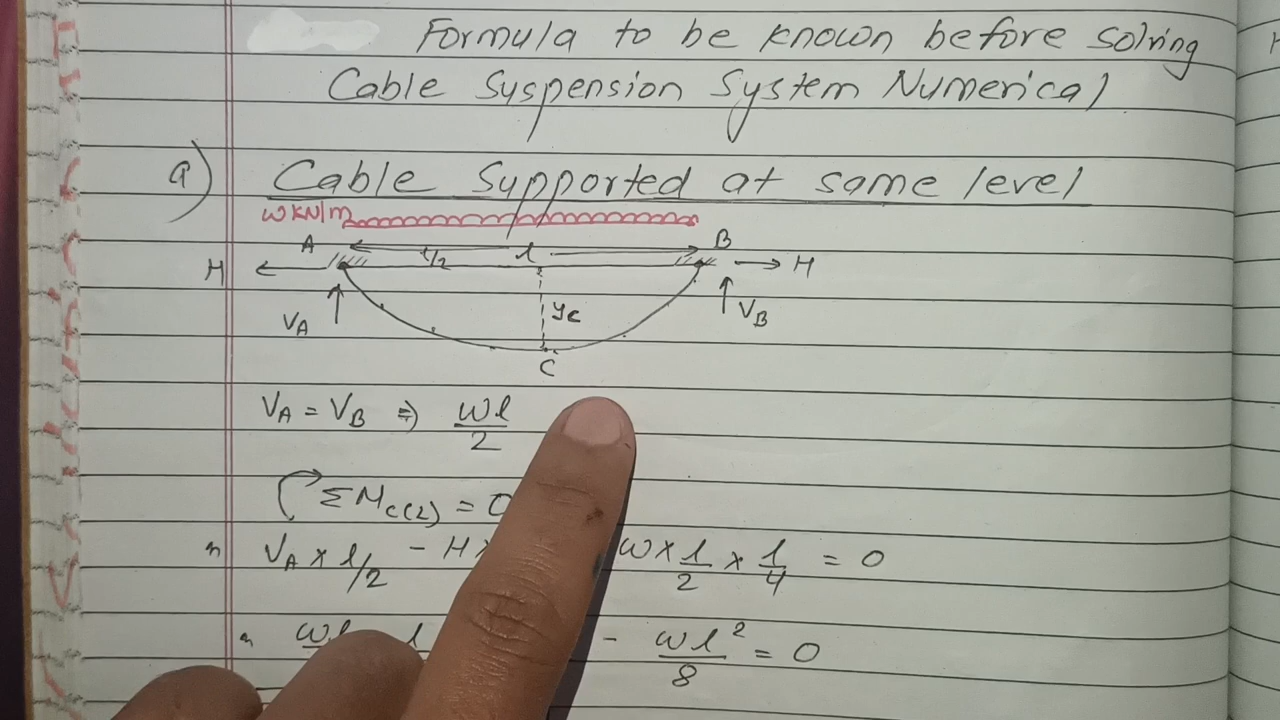 Formula to be known before solving
Cable Suspension System Numerical
a) Cable Supported at same level
w kN/m
A l/2 l B
H H
VA yc VB
C
VA = VB ⇒ wl/2
ΣMc(L) = 0
VA × l/2 - H × w × l/2 × l/4 = 0
wl l - wl²/8 = 0